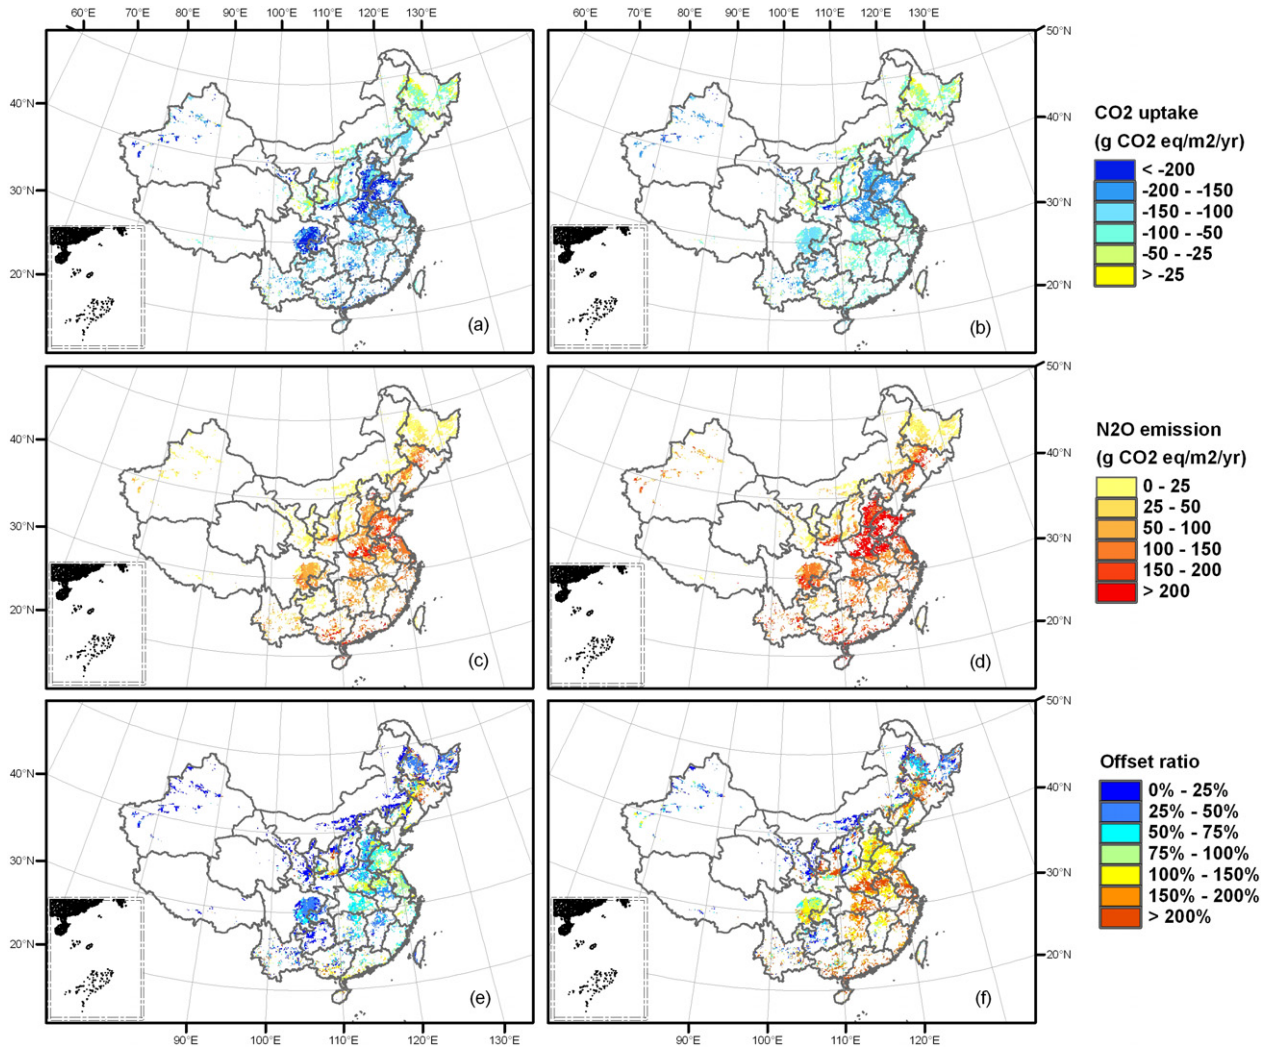 60°E 70°E 80°E 90°E 100°E 110°E 120°E 130°E
60°E 70°E 80°E 90°E 100°E 110°E 120°E 130°E
50°N
40°N
40°N
30°N
30°N
20°N
20°N
(a)
(b)
CO2 uptake
(g CO2 eq/m2/yr)
< -200
-200 - -150
-150 - -100
-100 - -50
-50 - -25
> -25
50°N
40°N
40°N
30°N
30°N
20°N
20°N
(c)
(d)
N2O emission
(g CO2 eq/m2/yr)
0 - 25
25 - 50
50 - 100
100 - 150
150 - 200
> 200
50°N
40°N
40°N
30°N
30°N
20°N
20°N
(e)
(f)
Offset ratio
0% - 25%
25% - 50%
50% - 75%
75% - 100%
100% - 150%
150% - 200%
> 200%
90°E 100°E 110°E 120°E 130°E
90°E 100°E 110°E 120°E